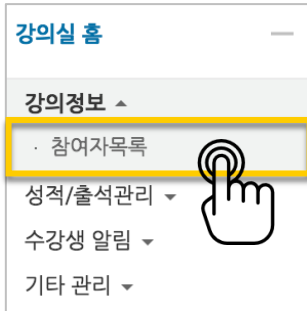 강의실 홈
강의정보
· 참여자목록
성적/출석관리
수강생 알림
기타 관리